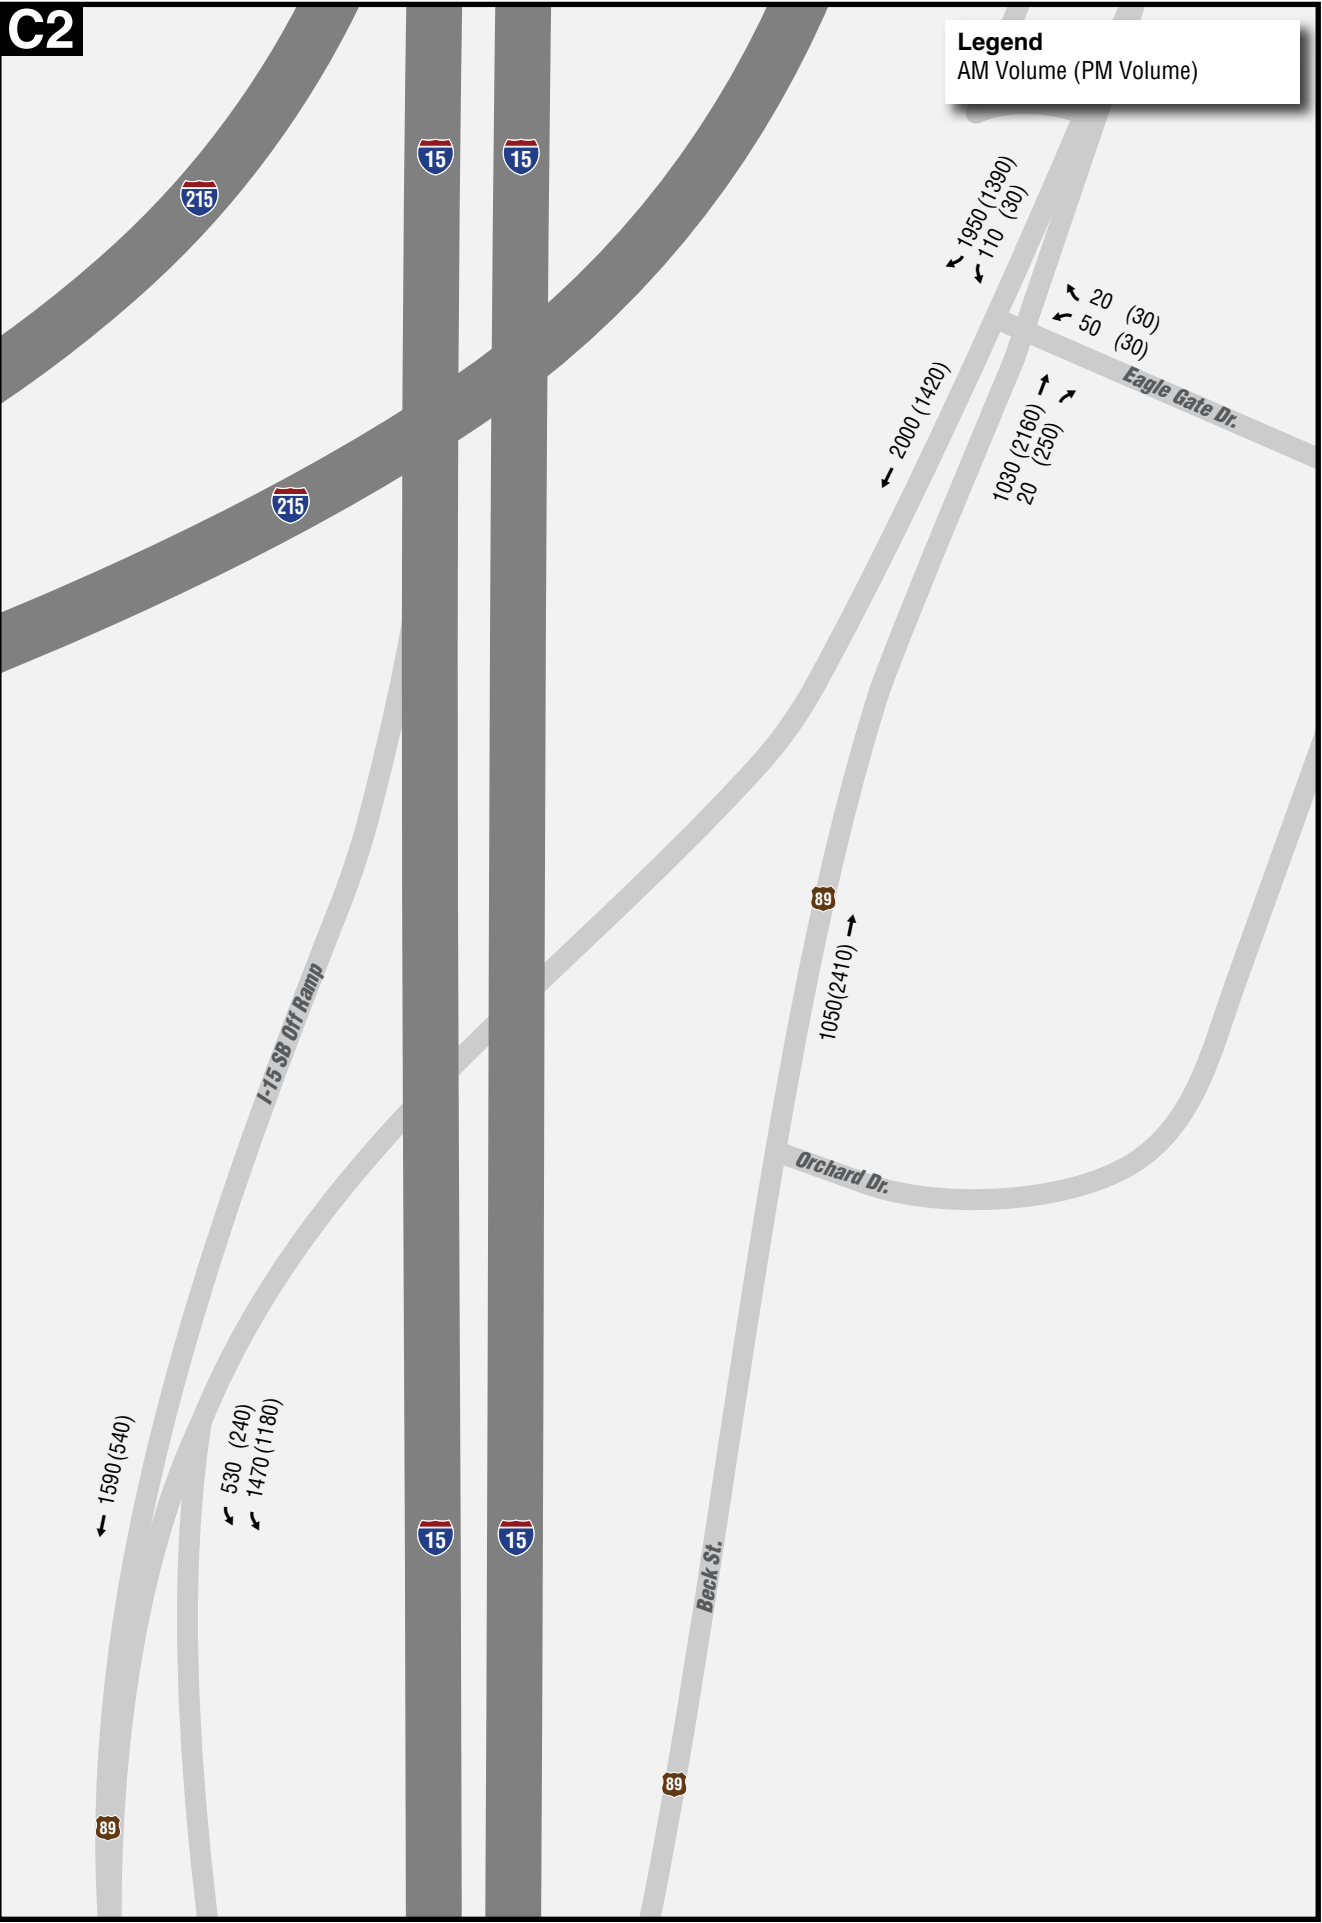 C2
Legend
AM Volume (PM Volume)
15
15
215
1950 (1390)
110 (30)
20 (30)
50 (30)
Eagle Gate Dr.
2000 (1420)
1030 (2160)
20 (250)
215
89
1050(2410)
I-15 SB Off Ramp
Orchard Dr.
1590(540)
530 (240)
1470(1180)
15
15
Beck St.
89
89